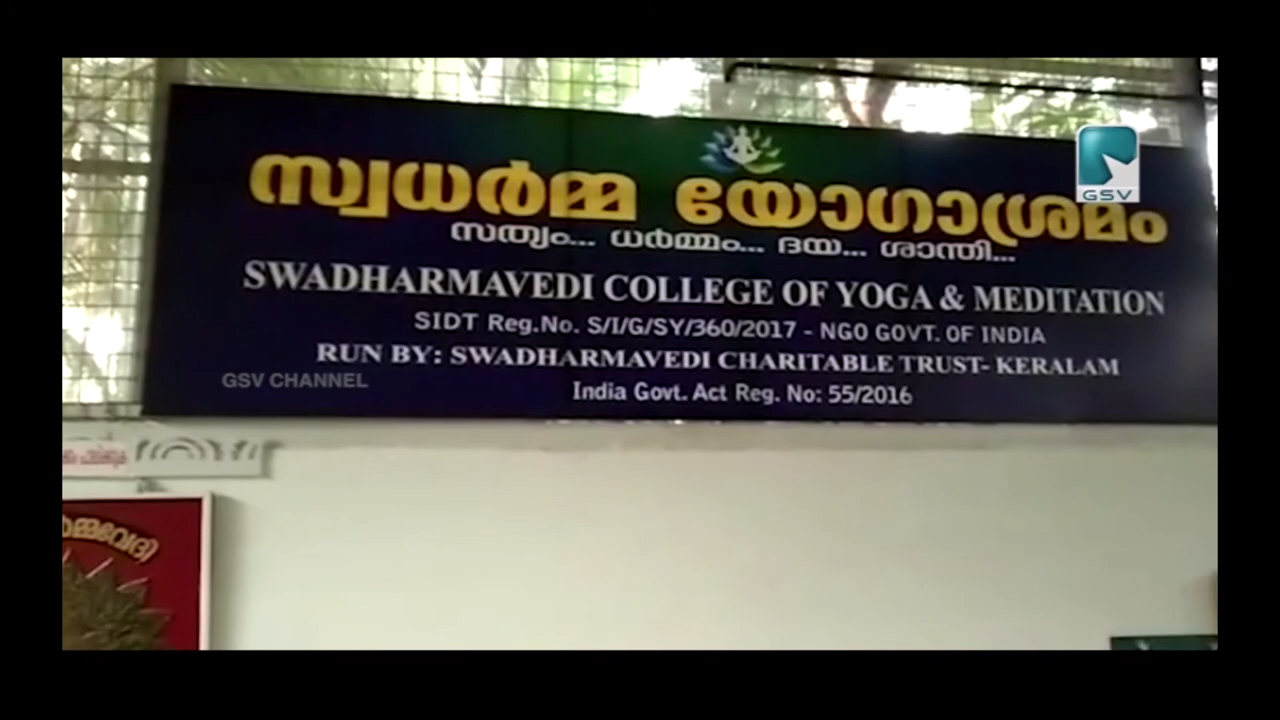 സ്വധർമ്മ യോഗാശ്രമം
സത്യം... ധർമ്മം... ദയ... ശാന്തി...
SWADHARMAVEDI COLLEGE OF YOGA & MEDITATION
SIDT Reg.No. S/I/G/SY/360/2017 - NGO GOVT. OF INDIA
RUN BY: SWADHARMAVEDI CHARITABLE TRUST- KERALAM
India Govt. Act Reg. No: 55/2016
GSV
GSV CHANNEL